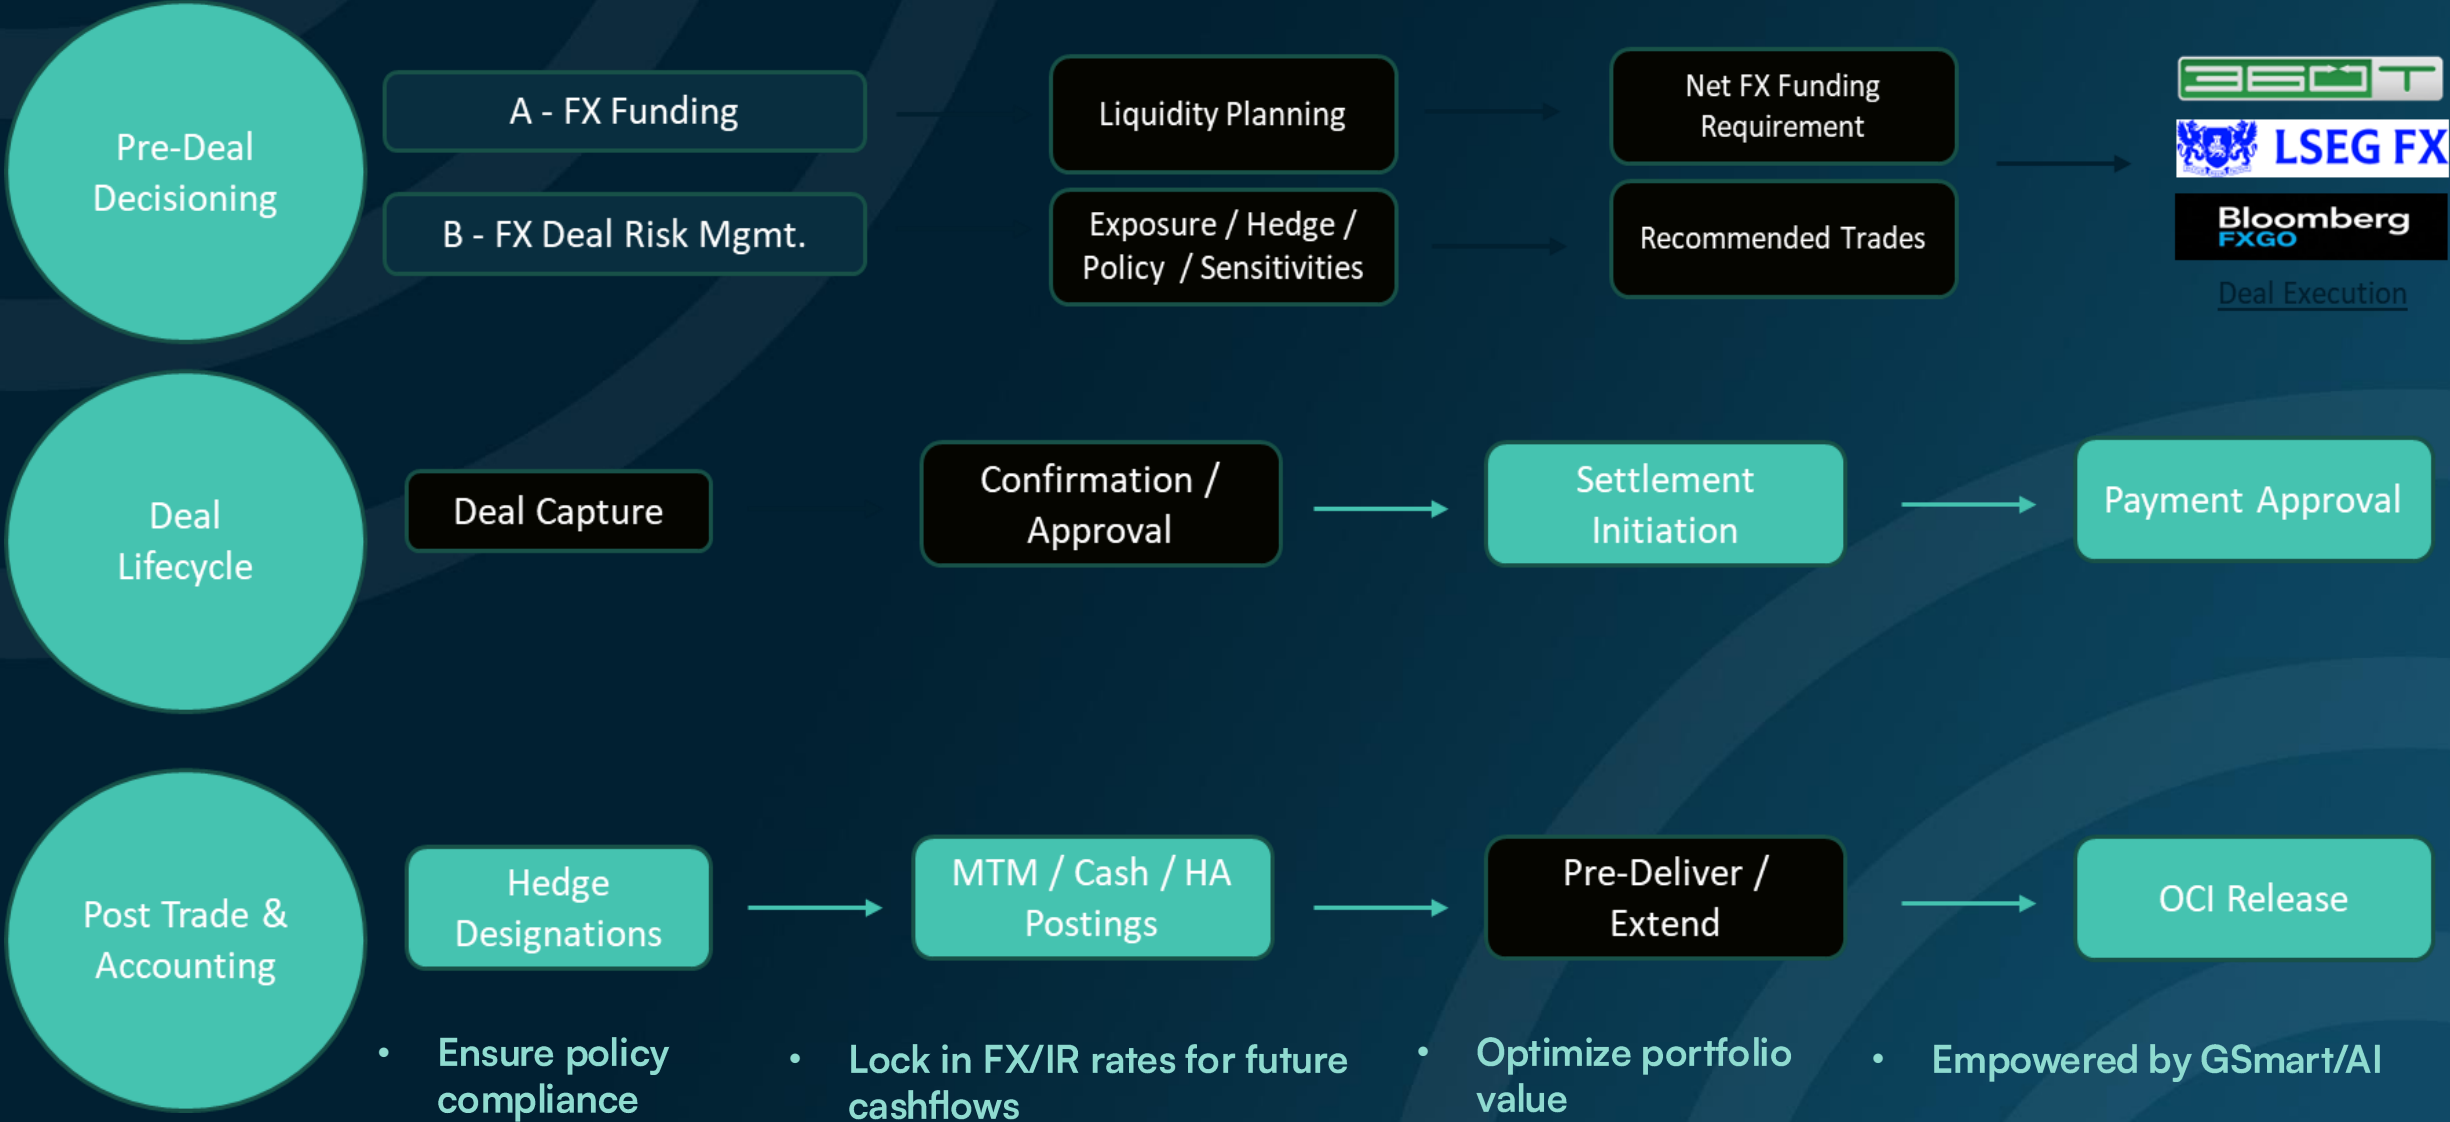 Pre-Deal
Decisioning
A - FX Funding
B - FX Deal Risk Mgmt.
Liquidity Planning
Exposure / Hedge /
Policy / Sensitivities
Net FX Funding
Requirement
Recommended Trades
360T
LSEG FX
Bloomberg
FXGO
Deal Execution
Deal
Lifecycle
Deal Capture
Confirmation /
Approval
Settlement
Initiation
Payment Approval
Post Trade &
Accounting
Hedge
Designations
MTM / Cash / HA
Postings
Pre-Deliver /
Extend
OCI Release
• Ensure policy
compliance
• Lock in FX/IR rates for future
cashflows
• Optimize portfolio
value
• Empowered by GSmart/AI